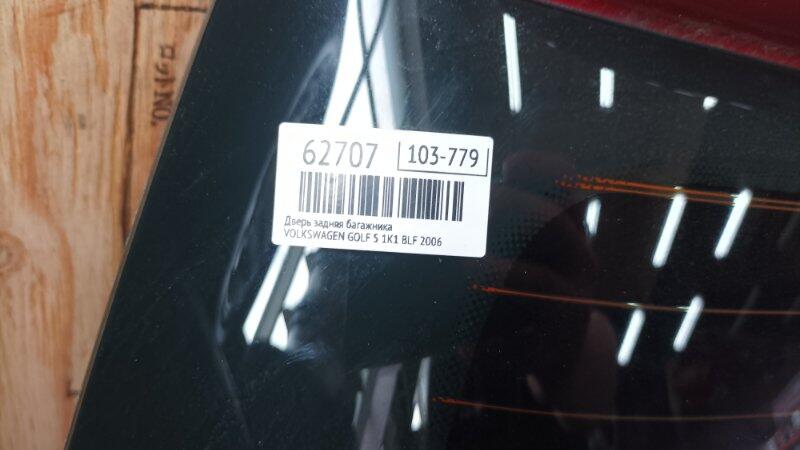 62707 103-779
Дверь задняя багажника
VOLKSWAGEN GOLF 5 1K1 BLF 2006